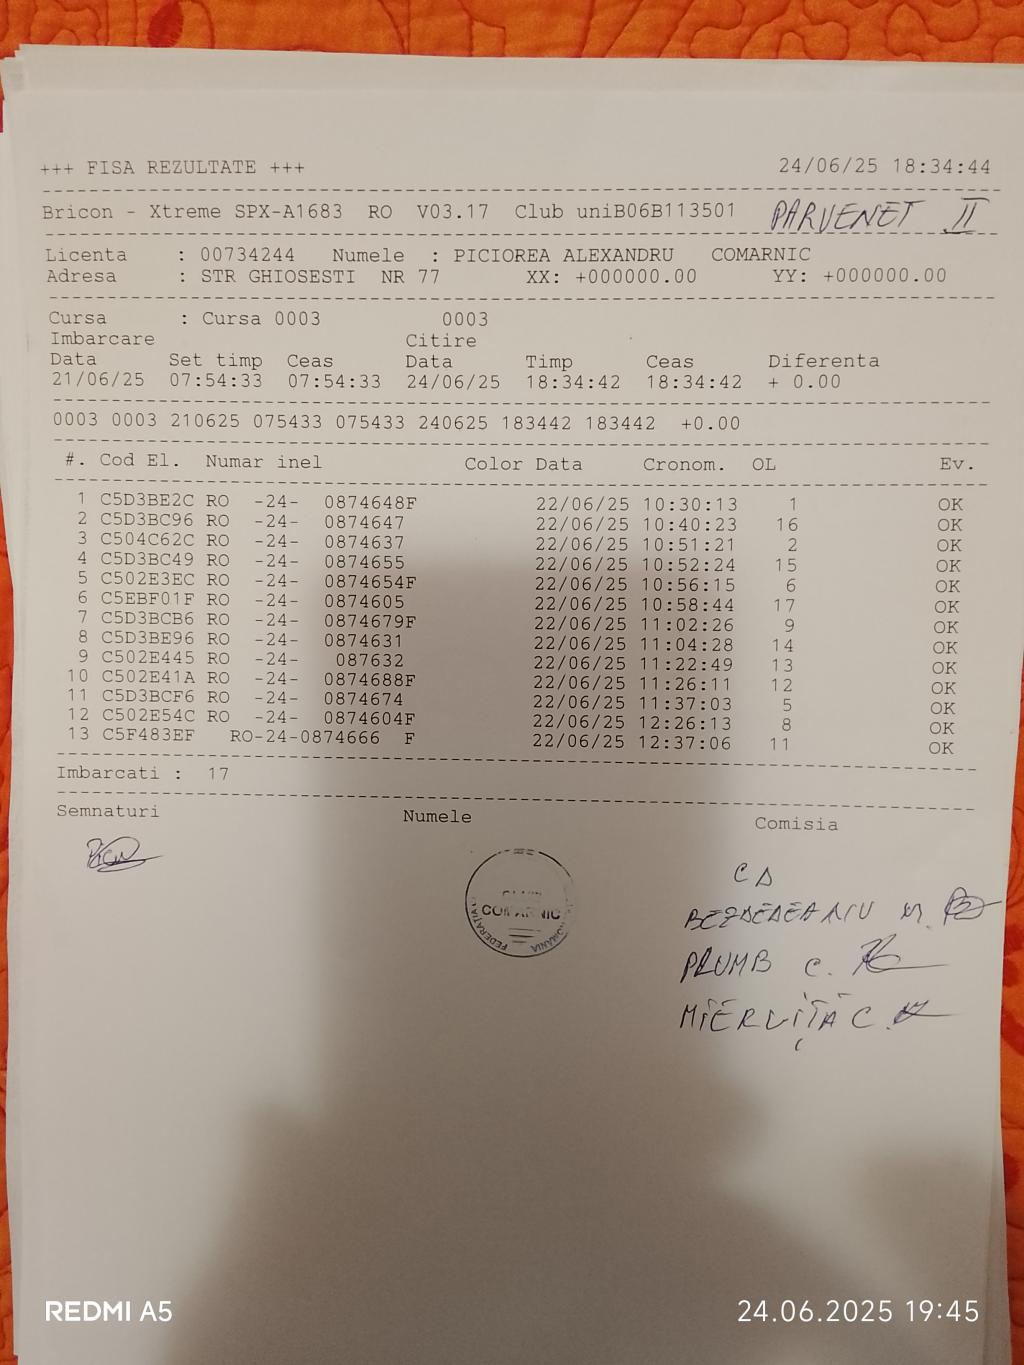 +++ FISA REZULTATE +++ 24/06/25 18:34:44
Bricon - Xtreme SPX-A1683 RO V03.17 Club uniB06B113501 PARVENET II
Licenta : 00734244 Numele : PICIOREA ALEXANDRU COMARNIC
Adresa : STR GHIOSESTI NR 77 XX: +000000.00 YY: +000000.00
Cursa : Cursa 0003 0003
Imbarcare Citire
Data Set timp Ceas Data Timp Ceas Diferenta
21/06/25 07:54:33 07:54:33 24/06/25 18:34:42 18:34:42 + 0.00
0003 0003 210625 075433 075433 240625 183442 183442 +0.00
#. Cod El. Numar inel Color Data Cronom. OL Ev.
1 C5D3BE2C RO -24- 0874648F 22/06/25 10:30:13 1 OK
2 C5D3BC96 RO -24- 0874647 22/06/25 10:40:23 16 OK
3 C504C62C RO -24- 0874637 22/06/25 10:51:21 2 OK
4 C5D3BC49 RO -24- 0874655 22/06/25 10:52:24 15 OK
5 C502E3EC RO -24- 0874654F 22/06/25 10:56:15 6 OK
6 C5EBF01F RO -24- 0874605 22/06/25 10:58:44 17 OK
7 C5D3BCB6 RO -24- 0874679F 22/06/25 11:02:26 9 OK
8 C5D3BE96 RO -24- 0874631 22/06/25 11:04:28 14 OK
9 C502E445 RO -24- 087632 22/06/25 11:22:49 13 OK
10 C502E41A RO -24- 0874688F 22/06/25 11:26:11 12 OK
11 C5D3BCF6 RO -24- 0874674 22/06/25 11:37:03 5 OK
12 C502E54C RO -24- 0874604F 22/06/25 12:26:13 8 OK
13 C5F483EF RO-24-0874666 F 22/06/25 12:37:06 11 OK
Imbarcati : 17
Semnaturi Numele Comisia
COMARNIC
CD
PLUMB C.
MIERLIȚĂ C.
REDMI A5 24.06.2025 19:45